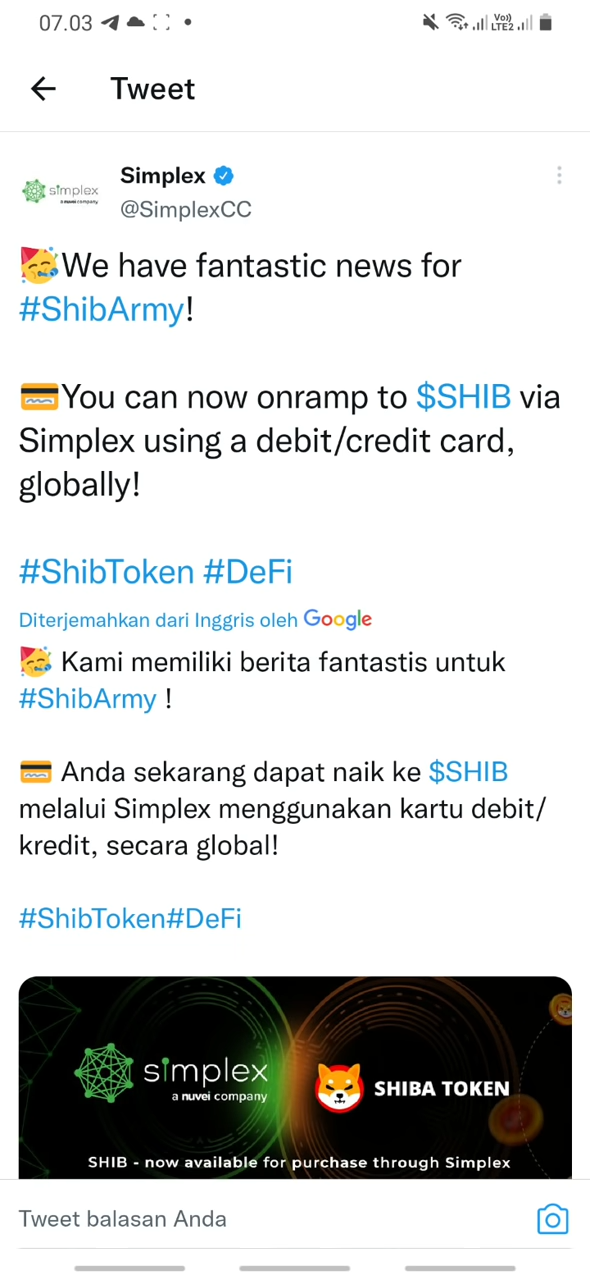 07.03
Vo))
LTE2
Tweet
simplex
a nuvei company
Simplex
@SimplexCC
🥳We have fantastic news for
#ShibArmy!
💳You can now onramp to $SHIB via
Simplex using a debit/credit card,
globally!
#ShibToken #DeFi
Diterjemahkan dari Inggris oleh Google
🥳 Kami memiliki berita fantastis untuk
#ShibArmy !
💳 Anda sekarang dapat naik ke $SHIB
melalui Simplex menggunakan kartu debit/
kredit, secara global!
#ShibToken#DeFi
simplex
a nuvei company
SHIBA TOKEN
SHIB - now available for purchase through Simplex
Tweet balasan Anda